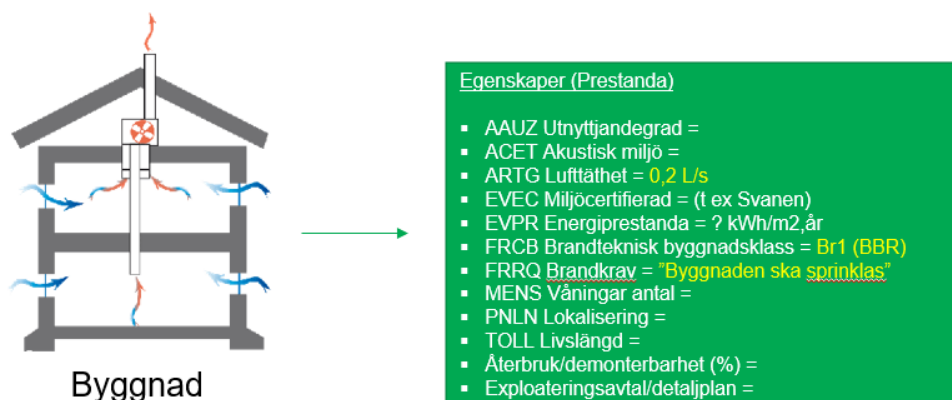 Egenskaper (Prestanda)
▪ AAUZ Utnyttjandegrad =
▪ ACET Akustisk miljö =
▪ ARTG Lufttäthet = 0,2 L/s
▪ EVEC Miljöcertifierad = (t ex Svanen)
▪ EVPR Energiprestanda = ? kWh/m2,år
▪ FRCB Brandteknisk byggnadsklass = Br1 (BBR)
▪ FRRQ Brandkrav = ”Byggnaden ska sprinklas”
▪ MENS Våningar antal =
▪ PNLN Lokalisering =
▪ TOLL Livslängd =
▪ Återbruk/demonterbarhet (%) =
▪ Exploateringsavtal/detaljplan =
Byggnad